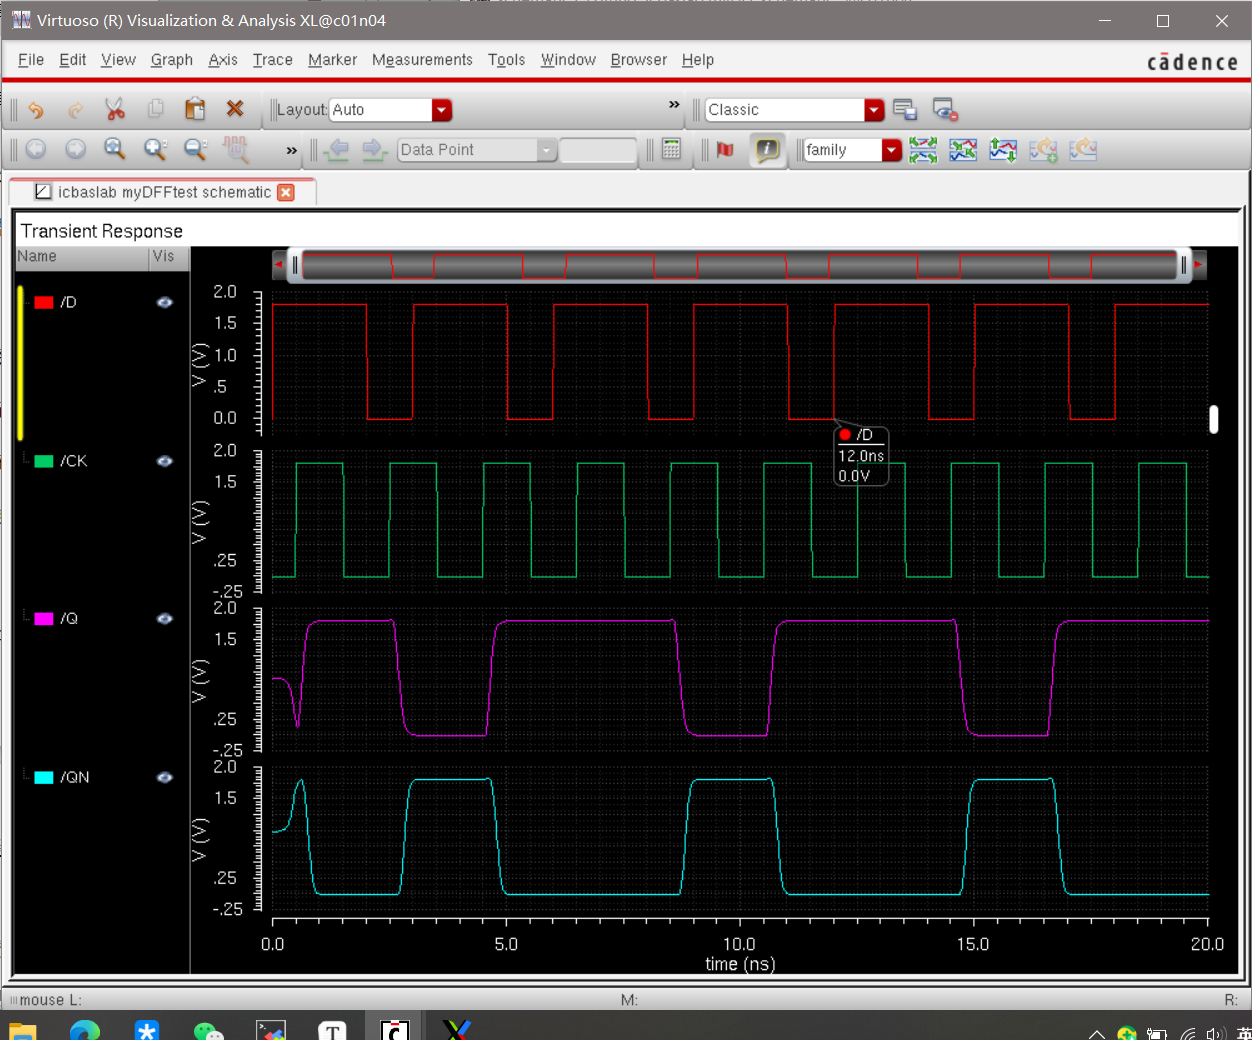 Virtuoso (R) Visualization & Analysis XL@c01n04
File Edit View Graph Axis Trace Marker Measurements Tools Window Browser Help
cādence
Layout: Auto
»
Classic
»
Data Point
family
icbaslab myDFFtest schematic
Transient Response
Name Vis
/D
2.0
1.5
1.0
.5
0.0
V (V)
/D
12.0ns
0.0V
/CK
2.0
1.5
.25
-.25
V (V)
/Q
2.0
1.5
.25
-.25
V (V)
/QN
2.0
1.5
.25
-.25
V (V)
0.0 5.0 10.0 15.0 20.0
time (ns)
mouse L: M: R:
T
英